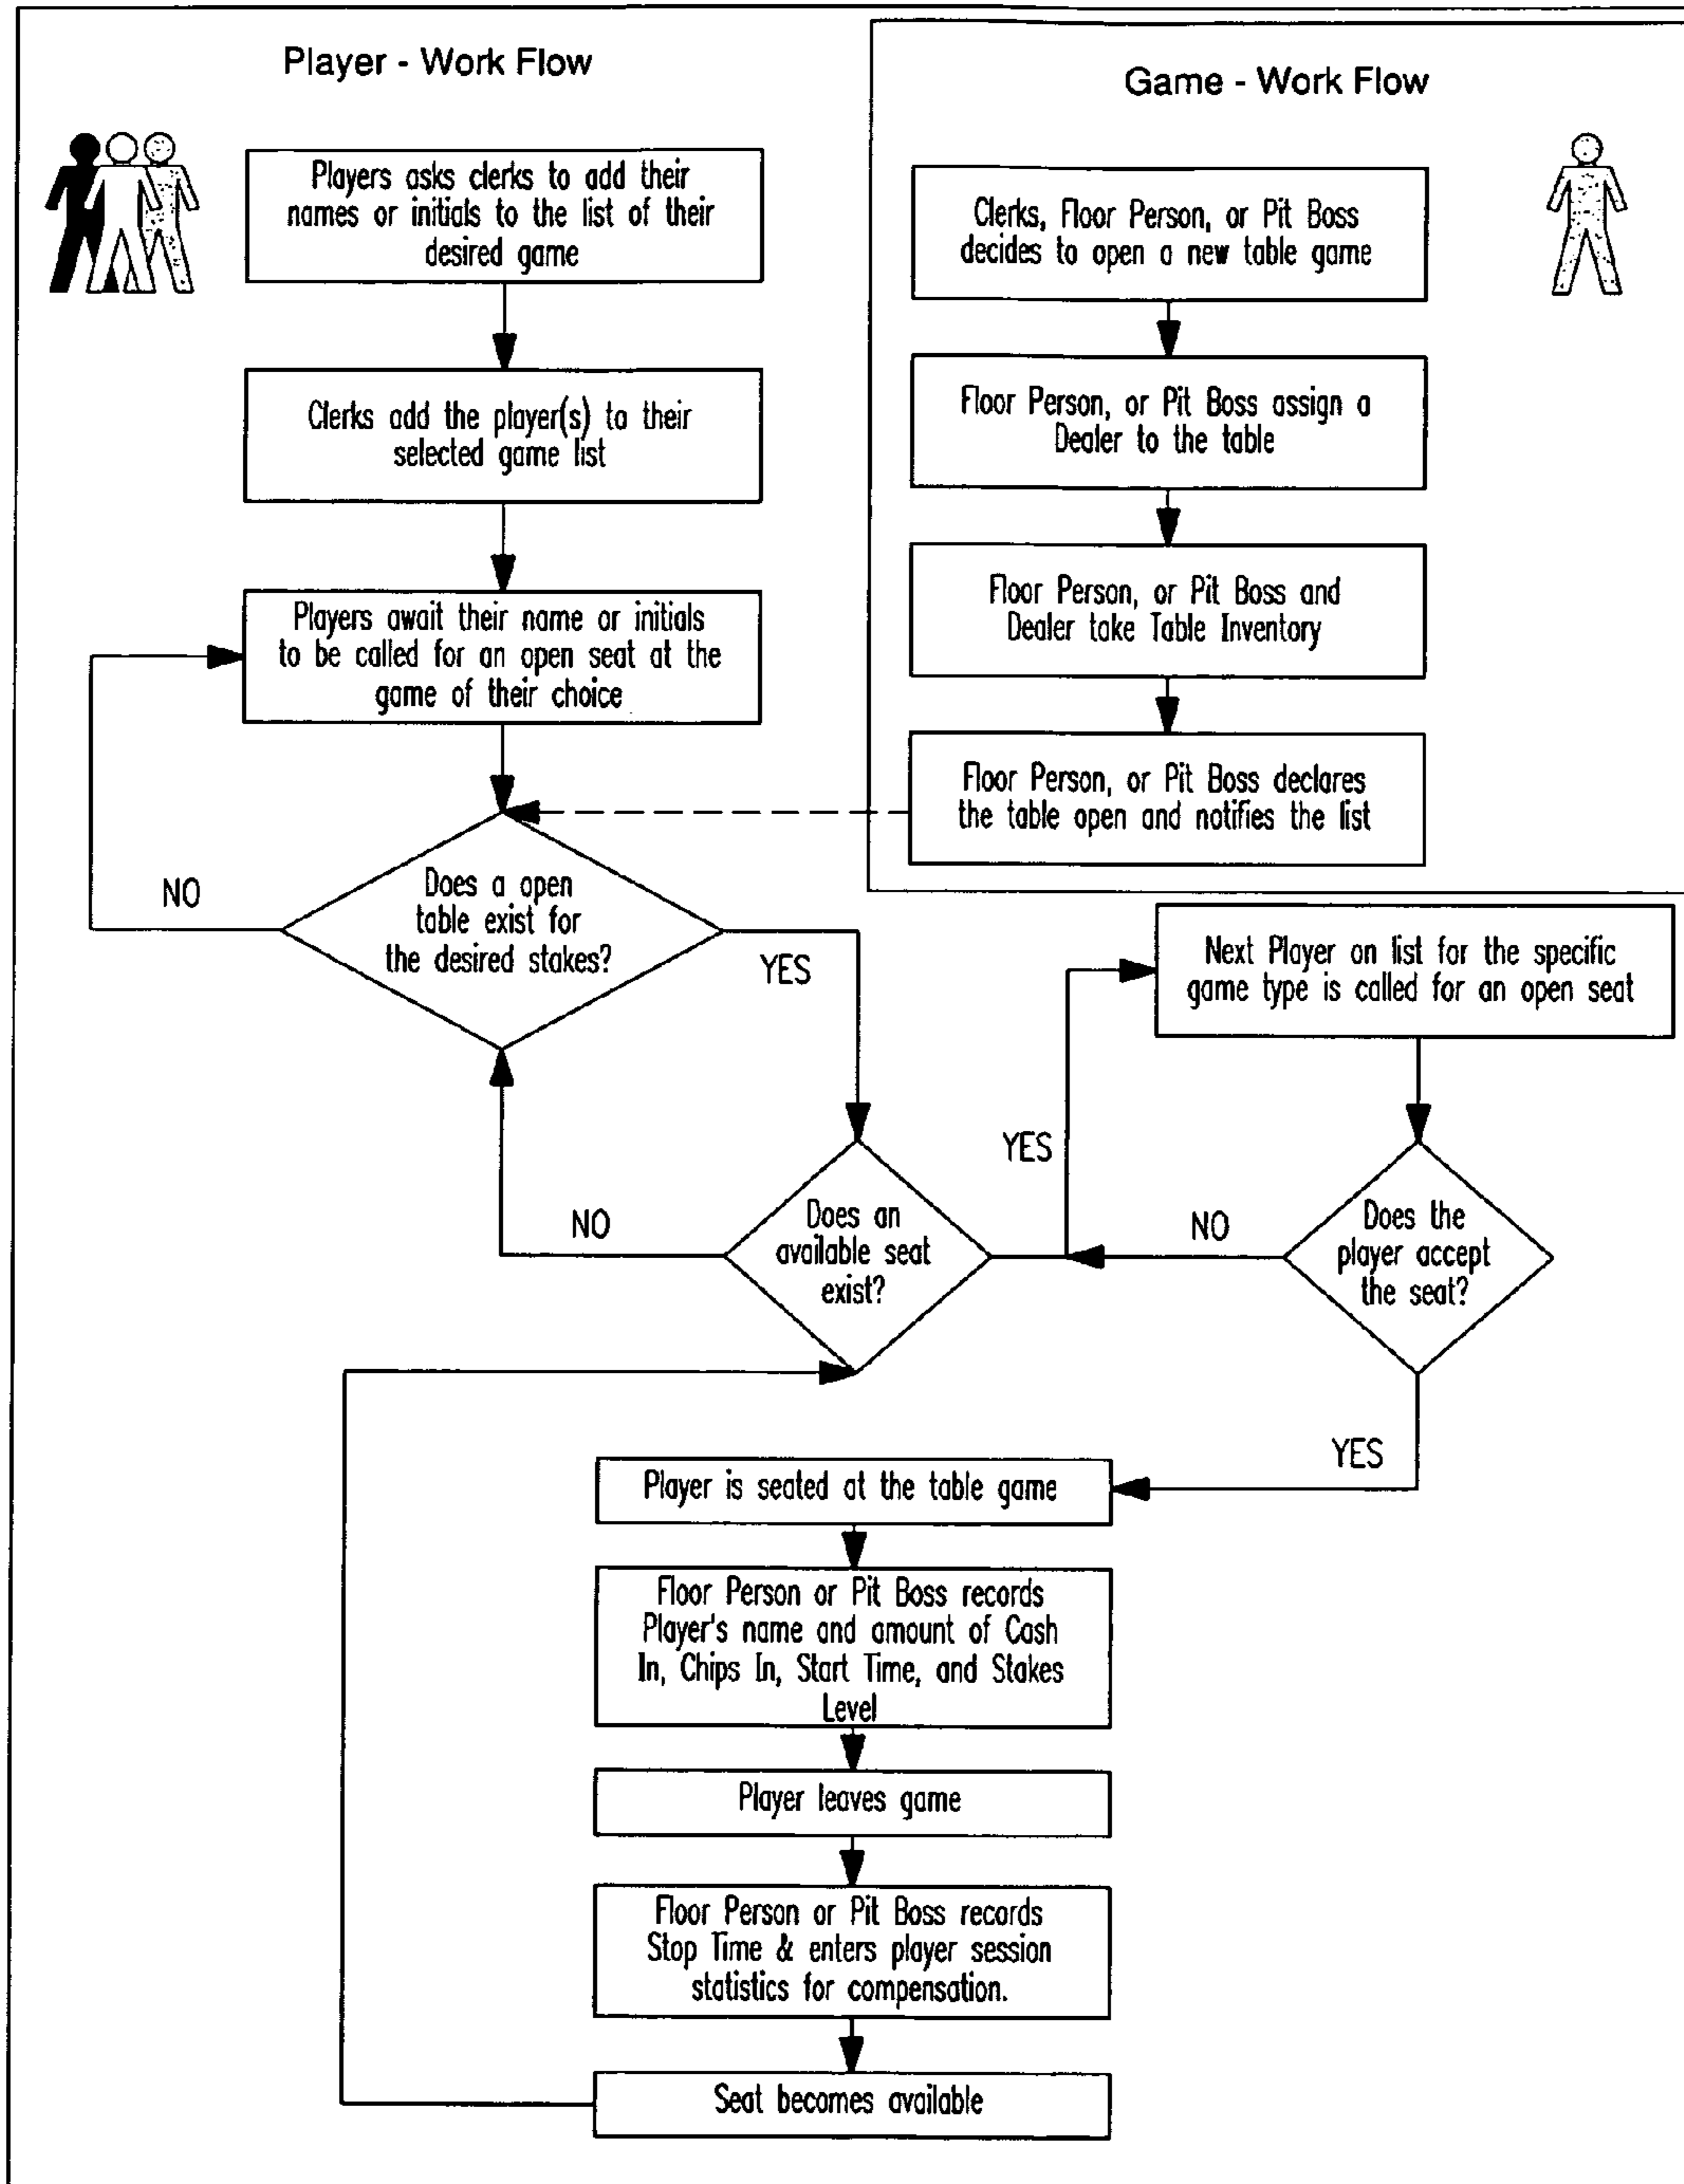 Player - Work Flow
Players asks clerks to add their
names or initials to the list of their
desired game
Clerks add the player(s) to their
selected game list
Players await their name or initials
to be called for an open seat at the
game of their choice
Does a open
table exist for
the desired stakes?
NO
YES
Game - Work Flow
Clerks, Floor Person, or Pit Boss
decides to open a new table game
Floor Person, or Pit Boss assign a
Dealer to the table
Floor Person, or Pit Boss and
Dealer take Table Inventory
Floor Person, or Pit Boss declares
the table open and notifies the list
Next Player on list for the specific
game type is called for an open seat
YES
NO
Does an
available seat
exist?
NO
Does the
player accept
the seat?
YES
Player is seated at the table game
Floor Person or Pit Boss records
Player's name and amount of Cash
In, Chips In, Start Time, and Stakes
Level
Player leaves game
Floor Person or Pit Boss records
Stop Time & enters player session
statistics for compensation.
Seat becomes available